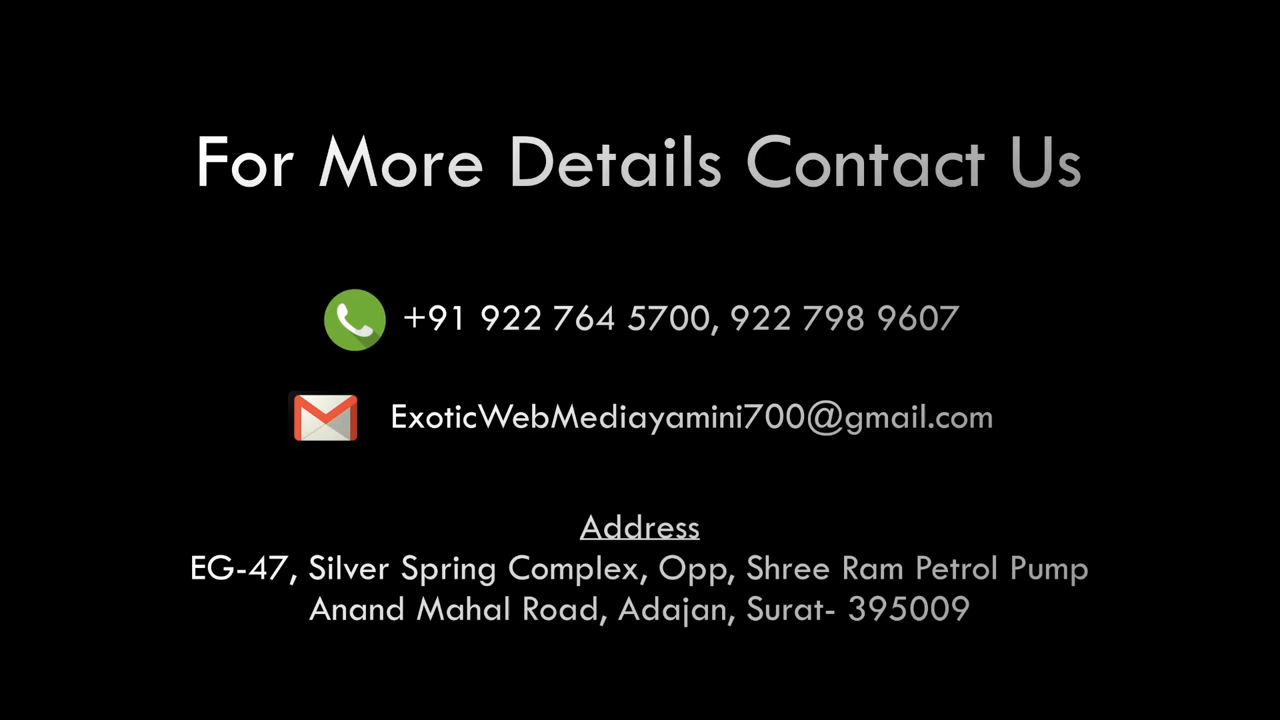 For More Details Contact Us
+91 922 764 5700, 922 798 9607
ExoticWebMediayamini700@gmail.com
Address
EG-47, Silver Spring Complex, Opp, Shree Ram Petrol Pump
Anand Mahal Road, Adajan, Surat- 395009